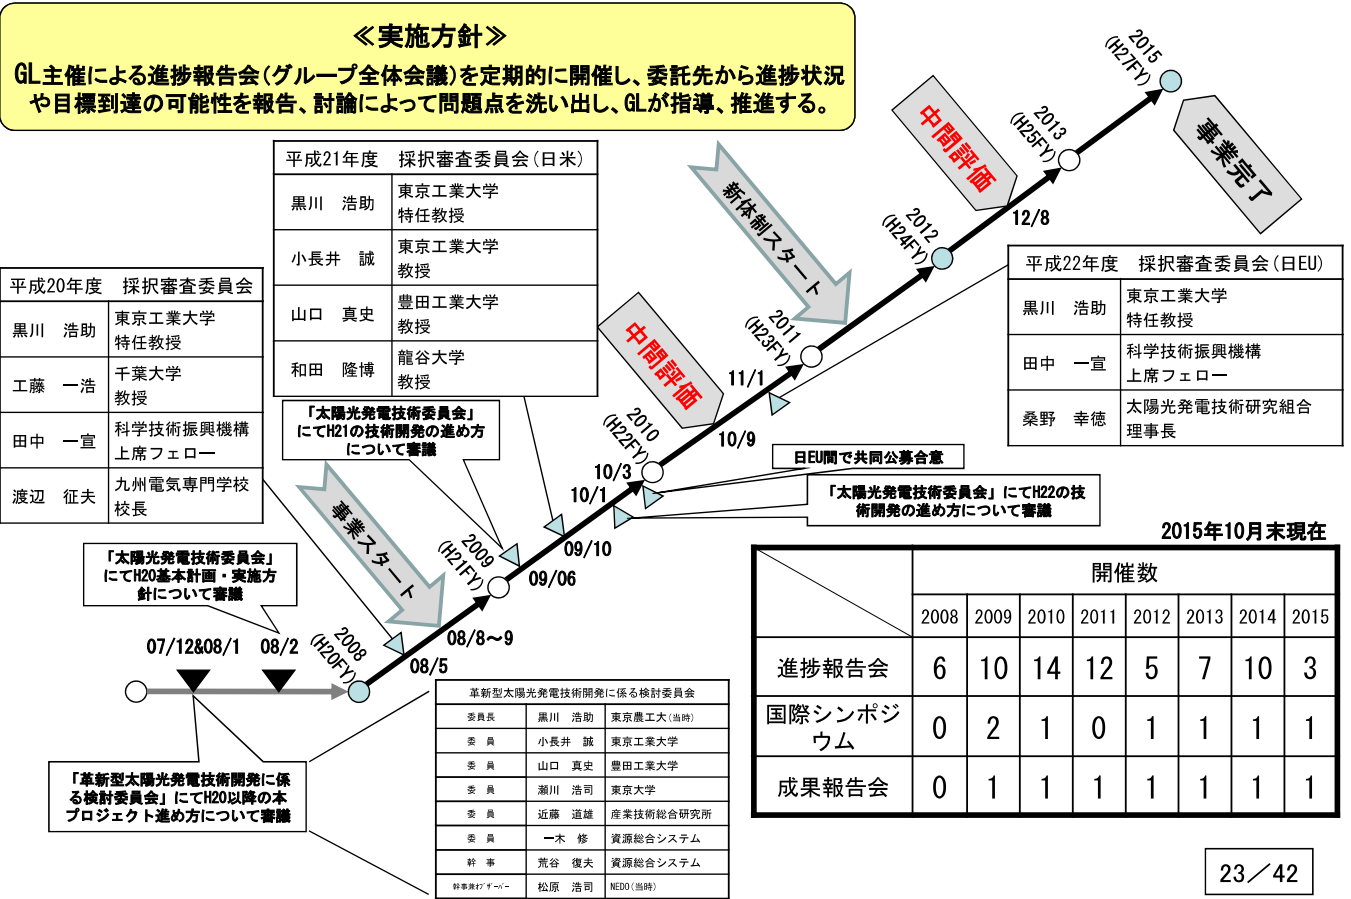 ≪実施方針≫
GL主催による進捗報告会(グループ全体会議)を定期的に開催し、委託先から進捗状況
や目標到達の可能性を報告、討論によって問題点を洗い出し、GLが指導、推進する。
2015
(H27FY)
事業完了
中間評価
2013
(H25FY)
12/8
2012
(H24FY)
新体制スタート
平成21年度　採択審査委員会(日米)
黒川　浩助
東京工業大学
特任教授
小長井　誠
東京工業大学
教授
山口　真史
豊田工業大学
教授
和田　隆博
龍谷大学
教授
平成20年度　採択審査委員会
黒川　浩助
東京工業大学
特任教授
工藤　一浩
千葉大学
教授
田中　一宣
科学技術振興機構
上席フェロー
渡辺　征夫
九州電気専門学校
校長
平成22年度　採択審査委員会(日EU)
黒川　浩助
東京工業大学
特任教授
田中　一宣
科学技術振興機構
上席フェロー
桑野　幸徳
太陽光発電技術研究組合
理事長
2011
(H23FY)
11/1
中間評価
10/9
2010
(H22FY)
10/3
10/1
日EU間で共同公募合意
「太陽光発電技術委員会」にてH22の技
術開発の進め方について審議
「太陽光発電技術委員会」
にてH21の技術開発の進め方
について審議
09/10
09/06
2009
(H21FY)
事業スタート
08/8～9
08/5
2008
(H20FY)
「太陽光発電技術委員会」
にてH20基本計画・実施方
針について審議
07/12&08/1
08/2
「革新型太陽光発電技術開発に係
る検討委員会」にてH20以降の本
プロジェクト進め方について審議
革新型太陽光発電技術開発に係る検討委員会
委員長　黒川　浩助　東京農工大(当時)
委　員　小長井　誠　東京工業大学
委　員　山口　真史　豊田工業大学
委　員　瀬川　浩司　東京大学
委　員　近藤　道雄　産業技術総合研究所
委　員　一木　修　資源総合システム
幹　事　荒谷　復夫　資源総合システム
幹事兼ｵﾌﾞｻﾞｰﾊﾞｰ　松原　浩司　NEDO(当時)
2015年10月末現在
開催数
2008 2009 2010 2011 2012 2013 2014 2015
進捗報告会 6 10 14 12 5 7 10 3
国際シンポジ
ウム 0 2 1 0 1 1 1 1
成果報告会 0 1 1 1 1 1 1 1
23／42